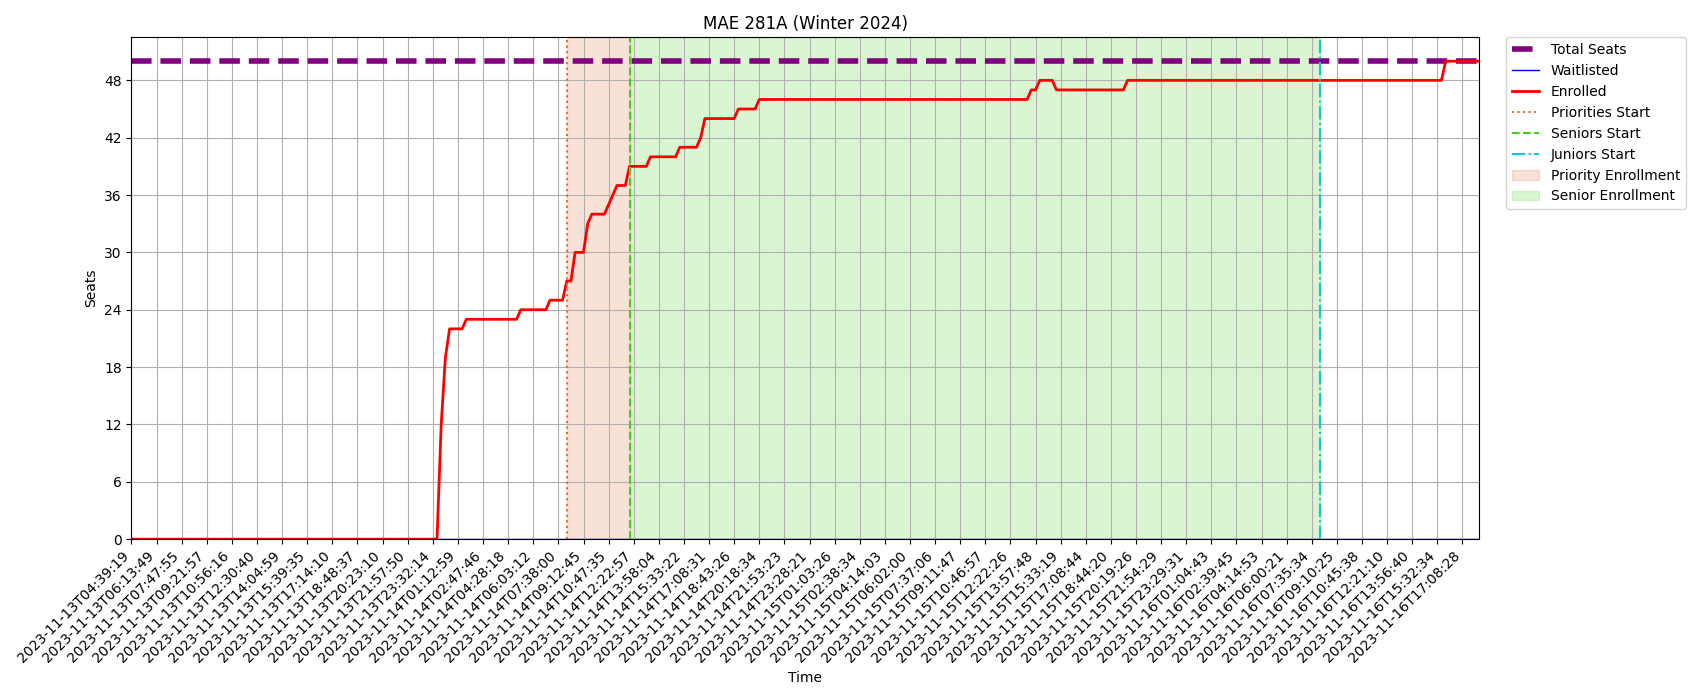 MAE 281A (Winter 2024)
Total Seats
Waitlisted
Enrolled
Priorities Start
Seniors Start
Juniors Start
Priority Enrollment
Senior Enrollment
Seats
48
42
36
30
24
18
12
6
0
2023-11-13T04:39:19
2023-11-13T06:13:49
2023-11-13T07:47:55
2023-11-13T09:21:57
2023-11-13T10:56:16
2023-11-13T12:30:40
2023-11-13T14:04:59
2023-11-13T15:39:35
2023-11-13T17:14:10
2023-11-13T18:48:37
2023-11-13T20:23:10
2023-11-13T21:57:50
2023-11-13T23:32:14
2023-11-14T01:12:59
2023-11-14T02:47:46
2023-11-14T04:28:18
2023-11-14T06:03:12
2023-11-14T07:38:00
2023-11-14T09:12:45
2023-11-14T10:47:35
2023-11-14T12:22:57
2023-11-14T13:58:04
2023-11-14T15:33:22
2023-11-14T17:08:31
2023-11-14T18:43:26
2023-11-14T20:18:34
2023-11-14T21:53:23
2023-11-14T23:28:21
2023-11-15T01:03:26
2023-11-15T02:38:34
2023-11-15T04:14:03
2023-11-15T06:02:00
2023-11-15T07:37:06
2023-11-15T09:11:47
2023-11-15T10:46:57
2023-11-15T12:22:26
2023-11-15T13:57:48
2023-11-15T15:33:19
2023-11-15T17:08:44
2023-11-15T18:44:20
2023-11-15T20:19:26
2023-11-15T21:54:29
2023-11-15T23:29:31
2023-11-16T01:04:43
2023-11-16T02:39:45
2023-11-16T04:14:53
2023-11-16T06:00:21
2023-11-16T07:35:34
2023-11-16T09:10:25
2023-11-16T10:45:38
2023-11-16T12:21:10
2023-11-16T13:56:40
2023-11-16T15:32:34
2023-11-16T17:08:28
Time